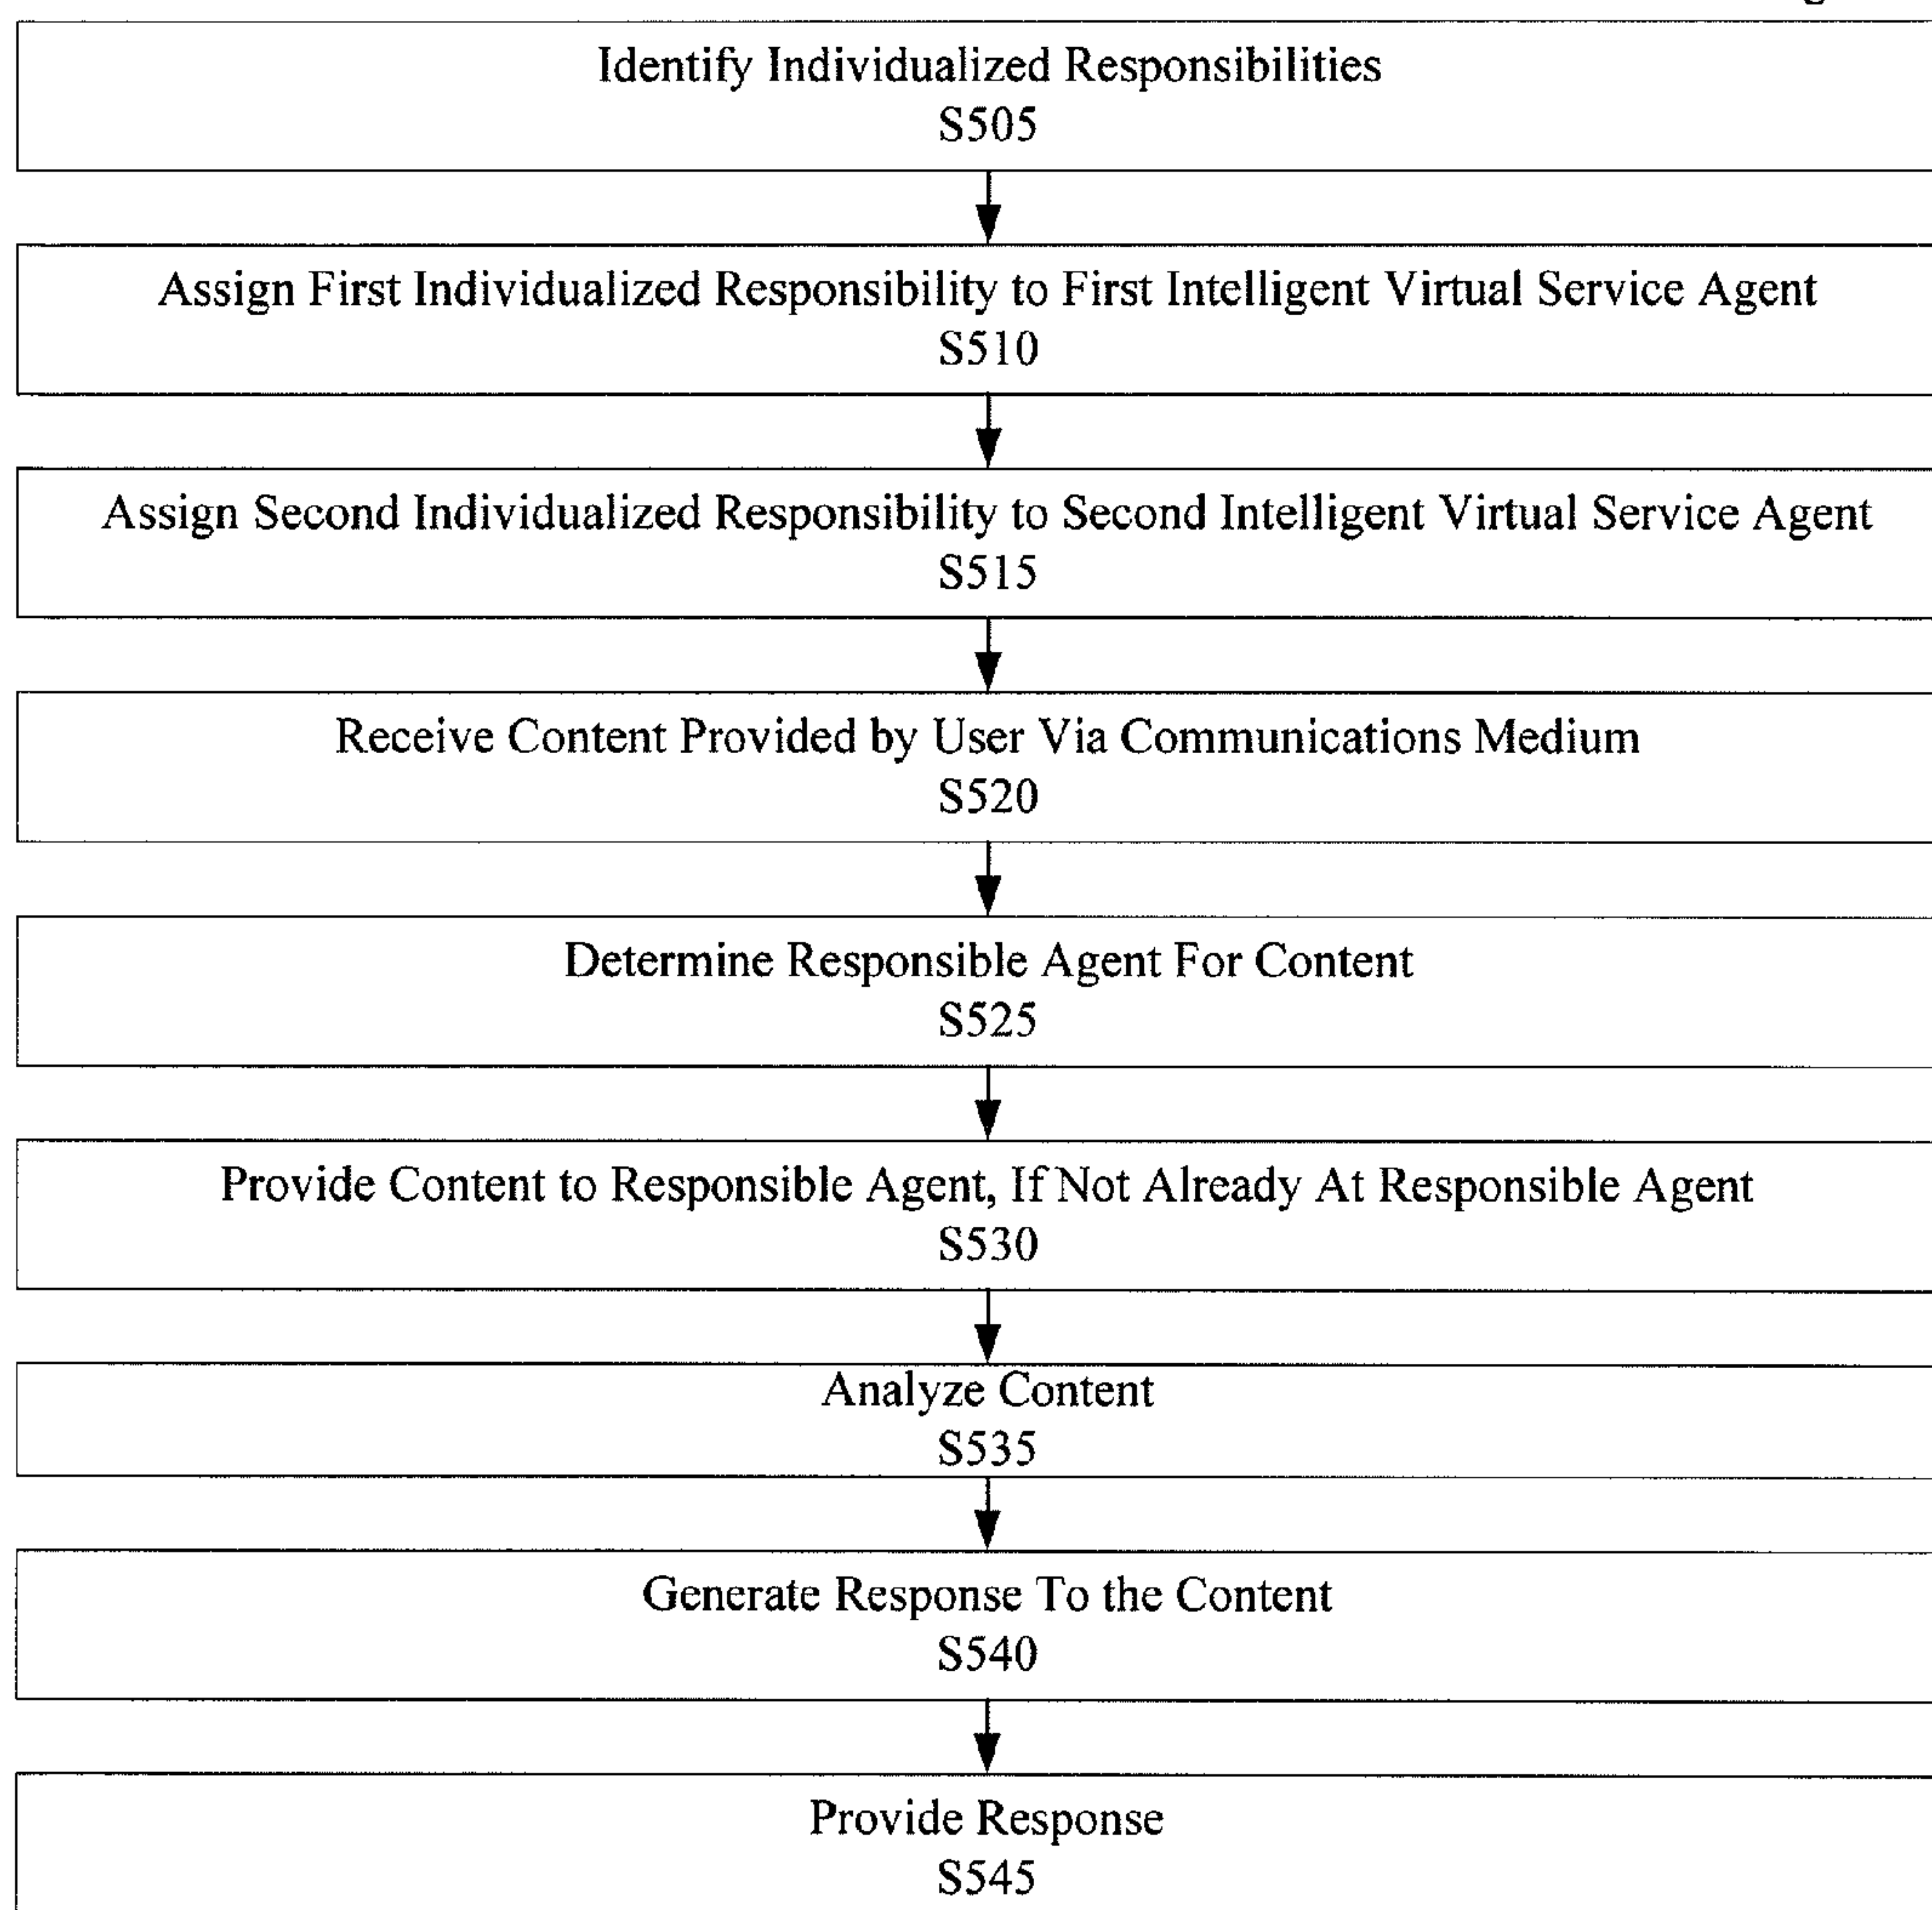 Identify Individualized Responsibilities
S505
Assign First Individualized Responsibility to First Intelligent Virtual Service Agent
S510
Assign Second Individualized Responsibility to Second Intelligent Virtual Service Agent
S515
Receive Content Provided by User Via Communications Medium
S520
Determine Responsible Agent For Content
S525
Provide Content to Responsible Agent, If Not Already At Responsible Agent
S530
Analyze Content
S535
Generate Response To the Content
S540
Provide Response
S545